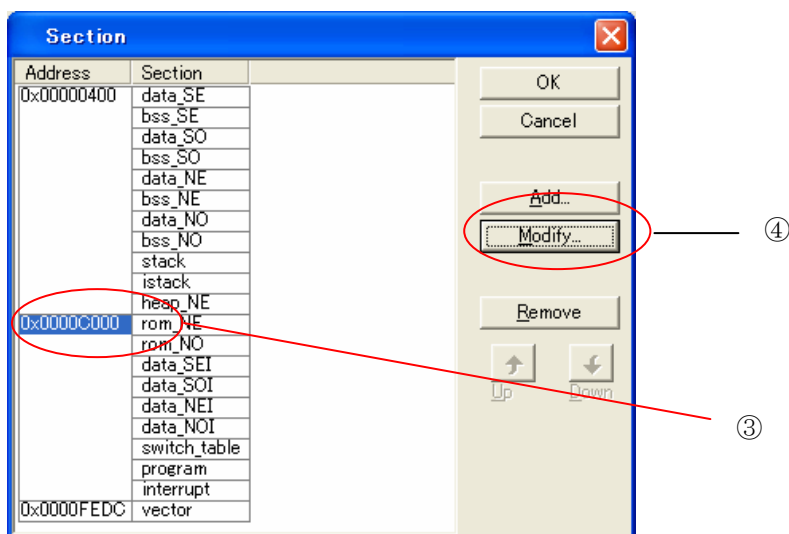 Section
Address Section
0x00000400 data_SE
bss_SE
data_SO
bss_SO
data_NE
bss_NE
data_NO
bss_NO
stack
istack
heap_NE
0x0000C000 rom_NE
rom_NO
data_SEI
data_SOI
data_NEI
data_NOI
switch_table
program
interrupt
0x0000FEDC vector
OK
Cancel
Add...
Modify...
Remove
Up Down
④
③